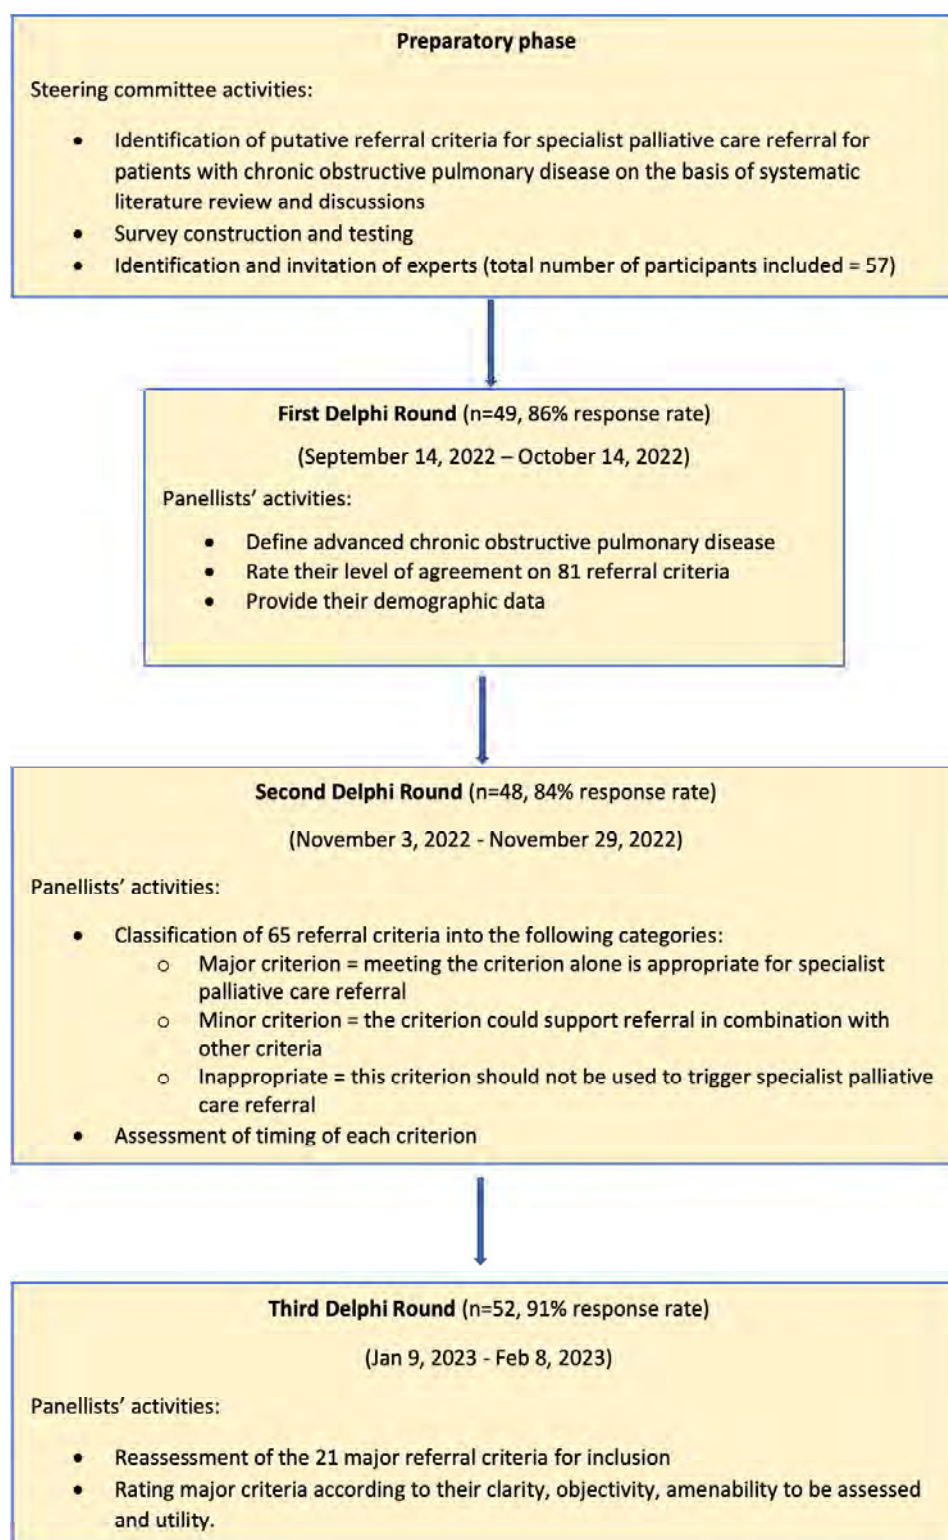 Preparatory phase
Steering committee activities:
• Identification of putative referral criteria for specialist palliative care referral for
patients with chronic obstructive pulmonary disease on the basis of systematic
literature review and discussions
• Survey construction and testing
• Identification and invitation of experts (total number of participants included = 57)
First Delphi Round (n=49, 86% response rate)
(September 14, 2022 – October 14, 2022)
Panellists’ activities:
• Define advanced chronic obstructive pulmonary disease
• Rate their level of agreement on 81 referral criteria
• Provide their demographic data
Second Delphi Round (n=48, 84% response rate)
(November 3, 2022 - November 29, 2022)
Panellists’ activities:
• Classification of 65 referral criteria into the following categories:
o Major criterion = meeting the criterion alone is appropriate for specialist
palliative care referral
o Minor criterion = the criterion could support referral in combination with
other criteria
o Inappropriate = this criterion should not be used to trigger specialist palliative
care referral
• Assessment of timing of each criterion
Third Delphi Round (n=52, 91% response rate)
(Jan 9, 2023 - Feb 8, 2023)
Panellists’ activities:
• Reassessment of the 21 major referral criteria for inclusion
• Rating major criteria according to their clarity, objectivity, amenability to be assessed
and utility.